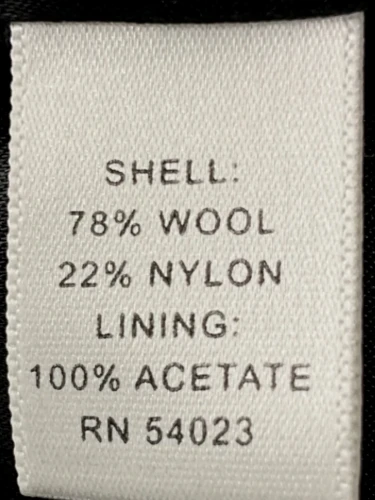 SHELL:
78% WOOL
22% NYLON
LINING:
100% ACETATE
RN 54023